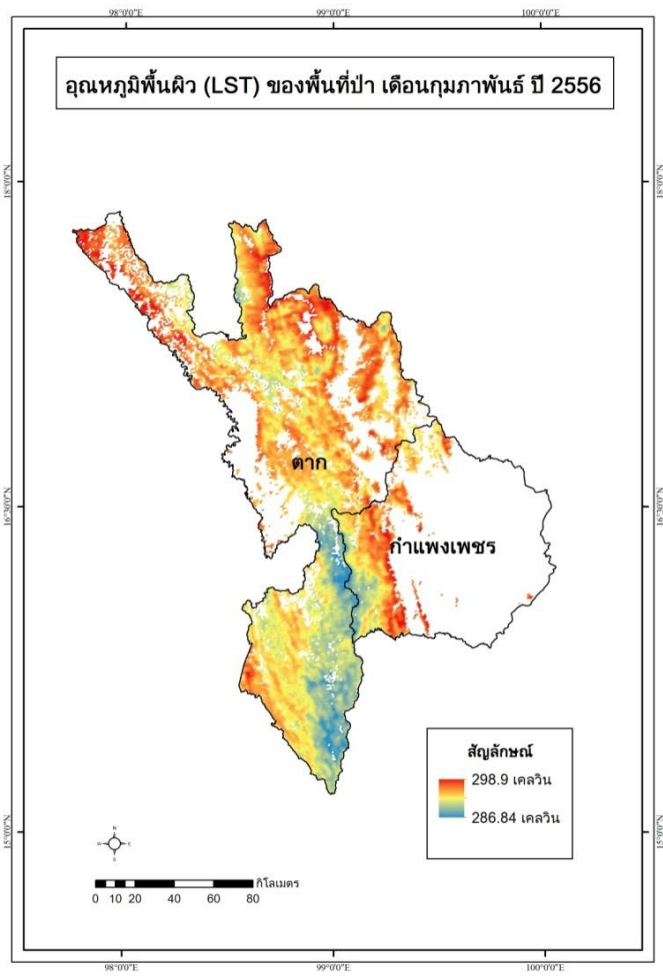 98°0'0"E 99°0'0"E 100°0'0"E
อุณหภูมิพื้นผิว (LST) ของพื้นที่ป่า เดือนกุมภาพันธ์ ปี 2556
18°0'0"N 18°0'0"N
ตาก
16°30'0"N 16°30'0"N
กำแพงเพชร
สัญลักษณ์
298.9 เคลวิน
286.84 เคลวิน
15°0'0"N 15°0'0"N
N
W E
S
กิโลเมตร
0 10 20 40 60 80
98°0'0"E 99°0'0"E 100°0'0"E